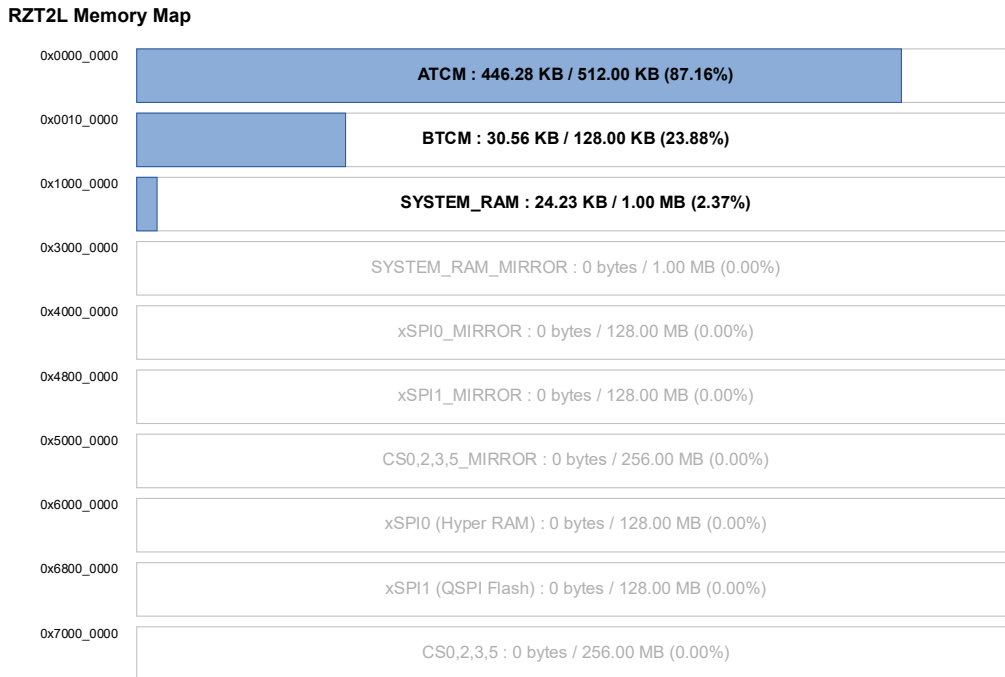 RZT2L Memory Map
0x0000_0000
ATCM : 446.28 KB / 512.00 KB (87.16%)
0x0010_0000
BTCM : 30.56 KB / 128.00 KB (23.88%)
0x1000_0000
SYSTEM_RAM : 24.23 KB / 1.00 MB (2.37%)
0x3000_0000
SYSTEM_RAM_MIRROR : 0 bytes / 1.00 MB (0.00%)
0x4000_0000
xSPI0_MIRROR : 0 bytes / 128.00 MB (0.00%)
0x4800_0000
xSPI1_MIRROR : 0 bytes / 128.00 MB (0.00%)
0x5000_0000
CS0,2,3,5_MIRROR : 0 bytes / 256.00 MB (0.00%)
0x6000_0000
xSPI0 (Hyper RAM) : 0 bytes / 128.00 MB (0.00%)
0x6800_0000
xSPI1 (QSPI Flash) : 0 bytes / 128.00 MB (0.00%)
0x7000_0000
CS0,2,3,5 : 0 bytes / 256.00 MB (0.00%)